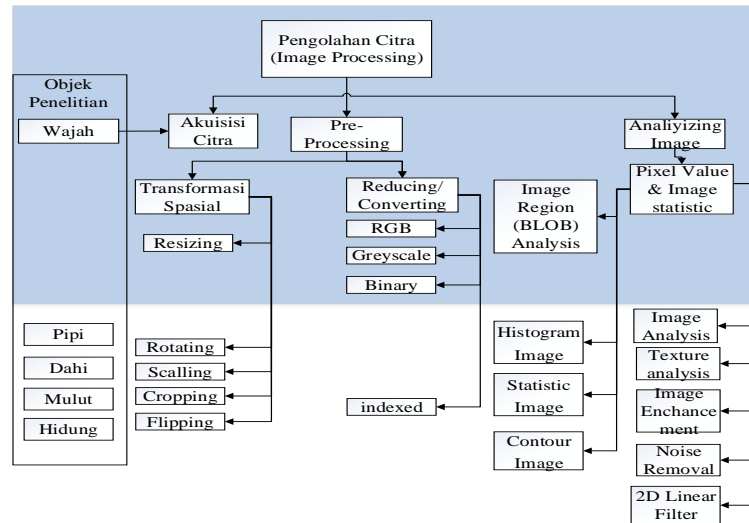 Pengolahan Citra
(Image Processing)
Objek
Penelitian
Wajah
Akuisisi
Citra
Pre-
Processing
Analiyizing
Image
Transformasi
Spasial
Reducing/
Converting
Image
Region
(BLOB)
Analysis
Pixel Value
& Image
statistic
Resizing
RGB
Greyscale
Binary
Pipi
Dahi
Mulut
Hidung
Rotating
Scalling
Cropping
Flipping
indexed
Histogram
Image
Statistic
Image
Contour
Image
Image
Analysis
Texture
analysis
Image
Enchance
ment
Noise
Removal
2D Linear
Filter